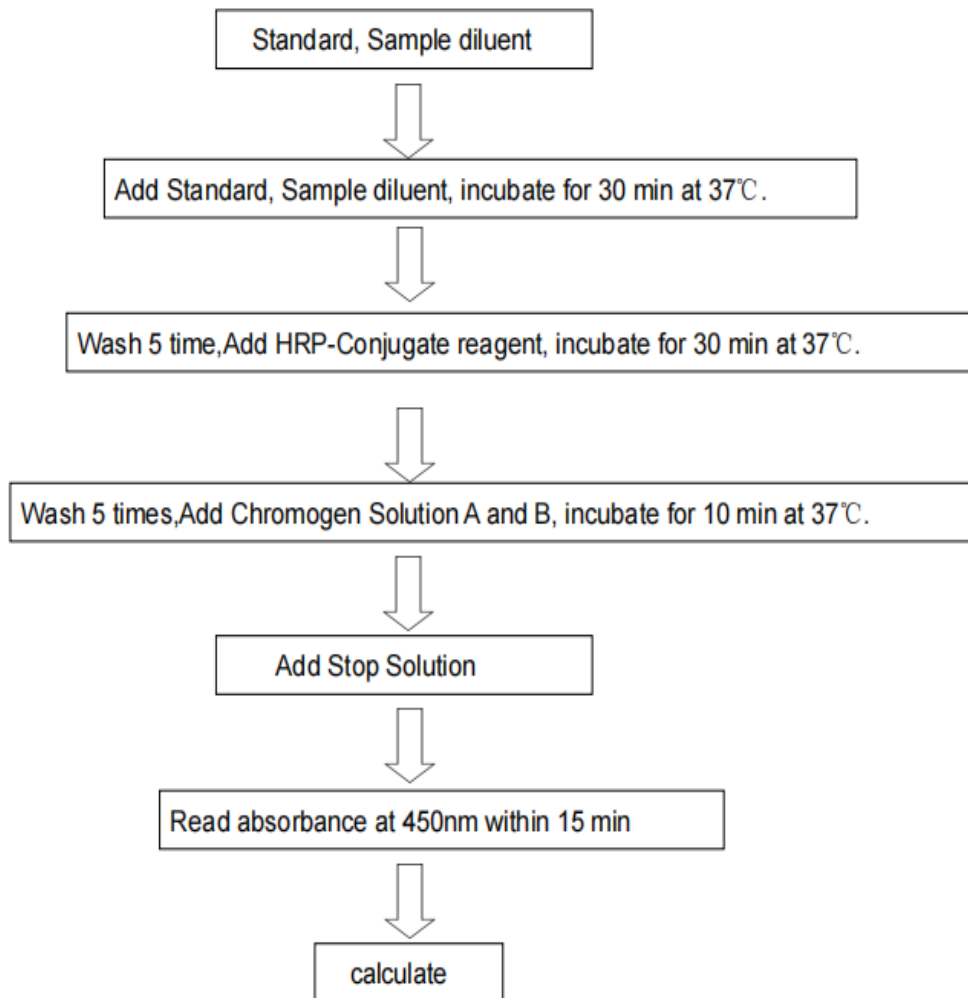 Standard, Sample diluent
Add Standard, Sample diluent, incubate for 30 min at 37℃.
Wash 5 time,Add HRP-Conjugate reagent, incubate for 30 min at 37℃.
Wash 5 times,Add Chromogen Solution A and B, incubate for 10 min at 37℃.
Add Stop Solution
Read absorbance at 450nm within 15 min
calculate